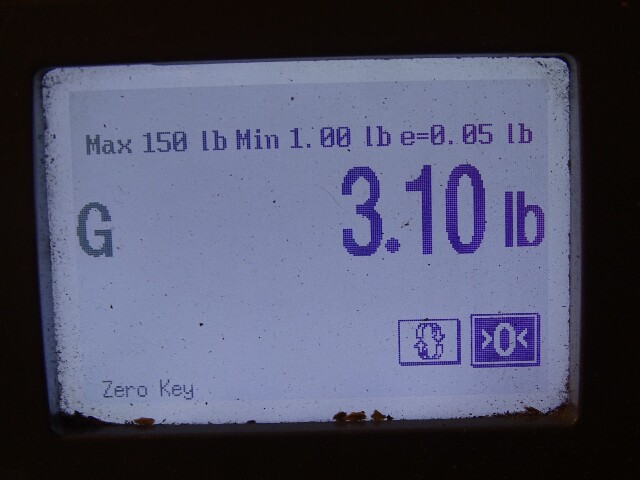 Max 150 lb Min 1.00 lb e=0.05 lb
G 3.10 lb
>0<
Zero Key